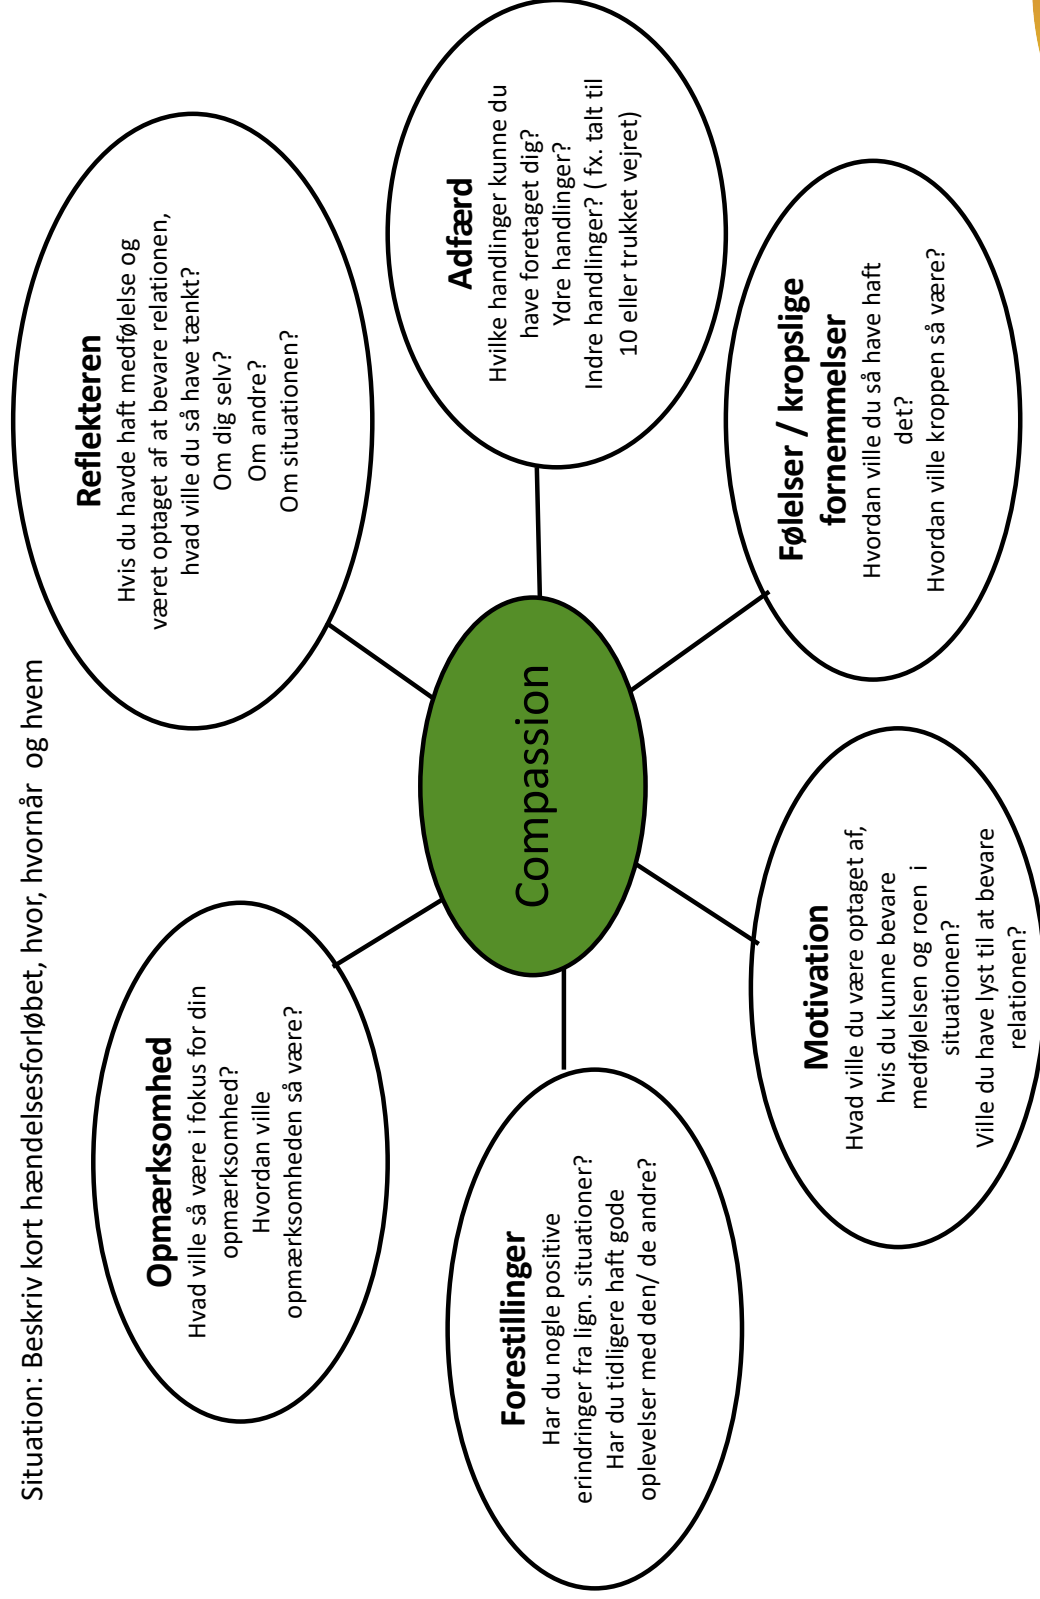 Situation: Beskriv kort hændelsesforløbet, hvor, hvornår og hvem
Opmærksomhed
Hvad ville så være i fokus for din
opmærksomhed?
Hvordan ville
opmærksomheden så være?
Reflekteren
Hvis du havde haft medfølelse og
været optaget af at bevare relationen,
hvad ville du så have tænkt?
Om dig selv?
Om andre?
Om situationen?
Forestillinger
Har du nogle positive
erindringer fra lign. situationer?
Har du tidligere haft gode
oplevelser med den/ de andre?
Compassion
Adfærd
Hvilke handlinger kunne du
have foretaget dig?
Ydre handlinger?
Indre handlinger? ( fx. talt til
10 eller trukket vejret)
Motivation
Hvad ville du være optaget af,
hvis du kunne bevare
medfølelsen og roen i
situationen?
Ville du have lyst til at bevare
relationen?
Følelser / kropslige
fornemmelser
Hvordan ville du så have haft
det?
Hvordan ville kroppen så være?